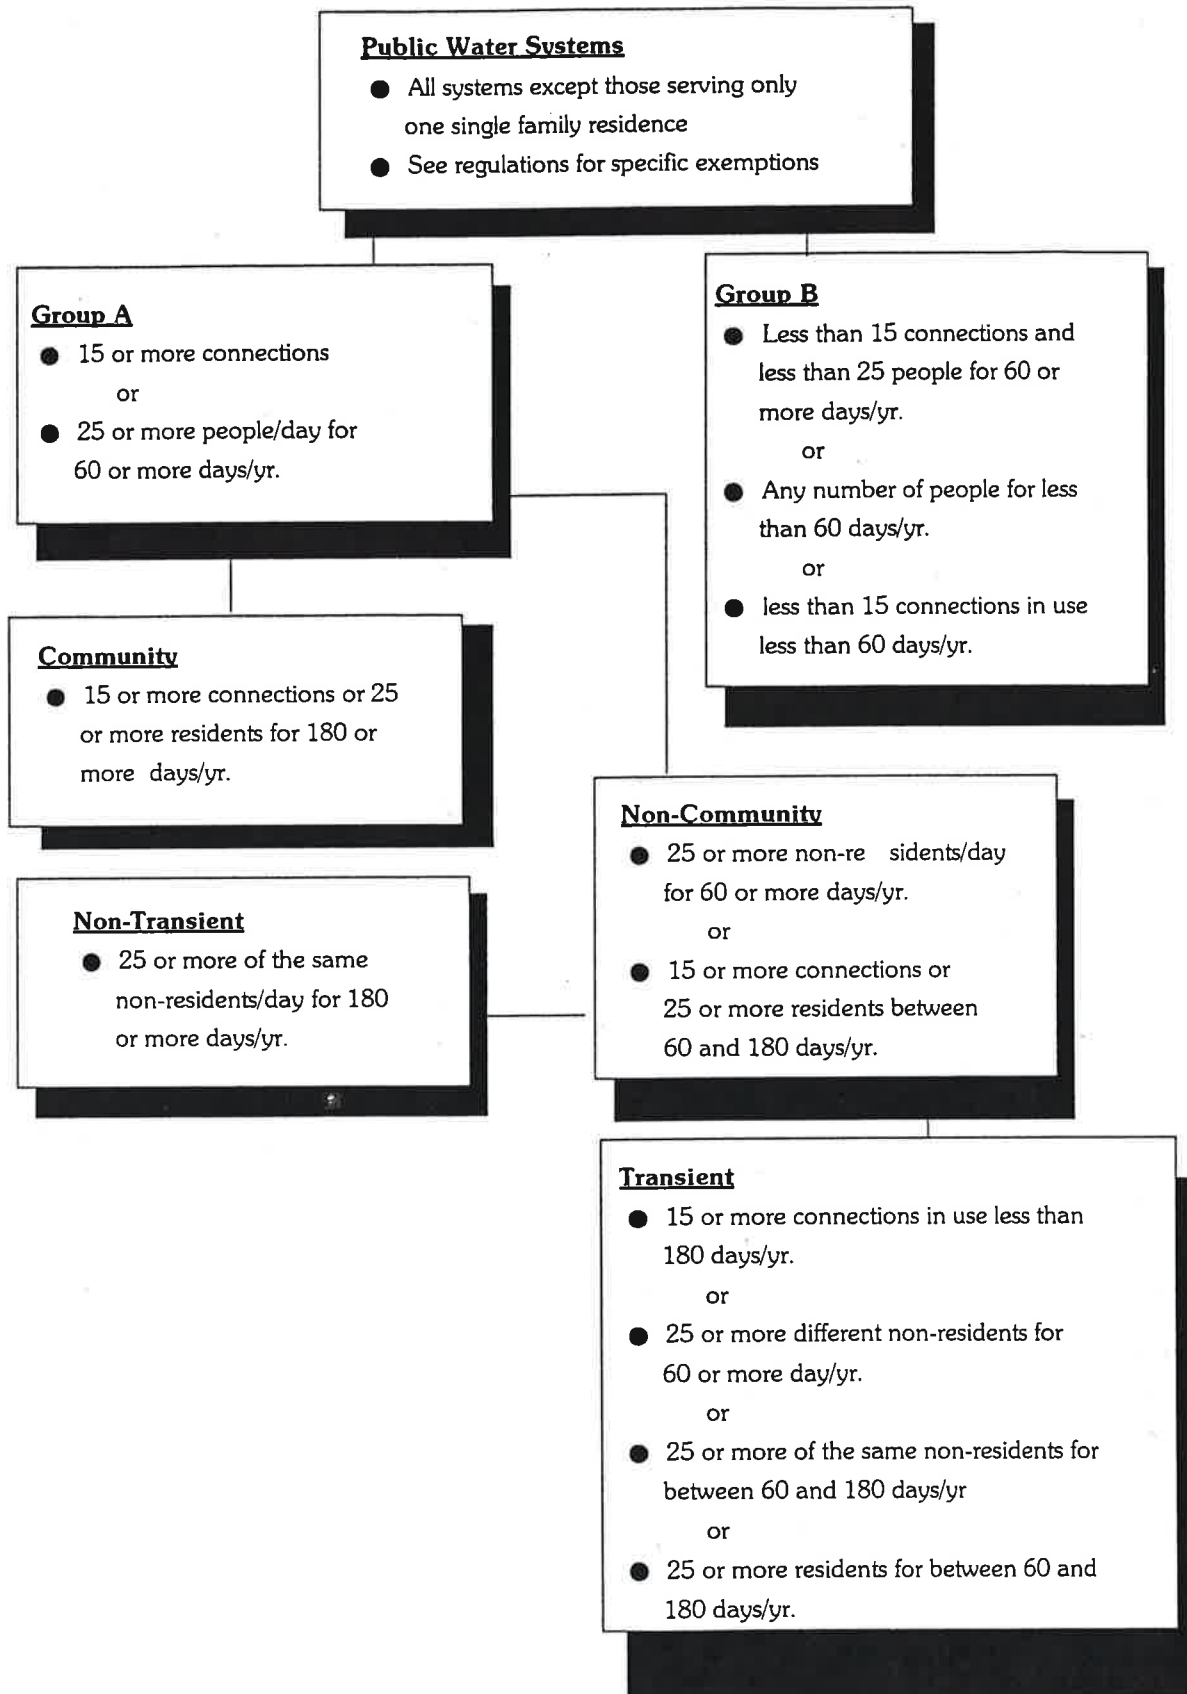 Public Water Systems
● All systems except those serving only
one single family residence
● See regulations for specific exemptions
Group A
● 15 or more connections
or
● 25 or more people/day for
60 or more days/yr.
Group B
● Less than 15 connections and
less than 25 people for 60 or
more days/yr.
or
● Any number of people for less
than 60 days/yr.
or
● less than 15 connections in use
less than 60 days/yr.
Community
● 15 or more connections or 25
or more residents for 180 or
more days/yr.
Non-Community
● 25 or more non-re sidents/day
for 60 or more days/yr.
or
● 15 or more connections or
25 or more residents between
60 and 180 days/yr.
Non-Transient
● 25 or more of the same
non-residents/day for 180
or more days/yr.
Transient
● 15 or more connections in use less than
180 days/yr.
or
● 25 or more different non-residents for
60 or more day/yr.
or
● 25 or more of the same non-residents for
between 60 and 180 days/yr
or
● 25 or more residents for between 60 and
180 days/yr.